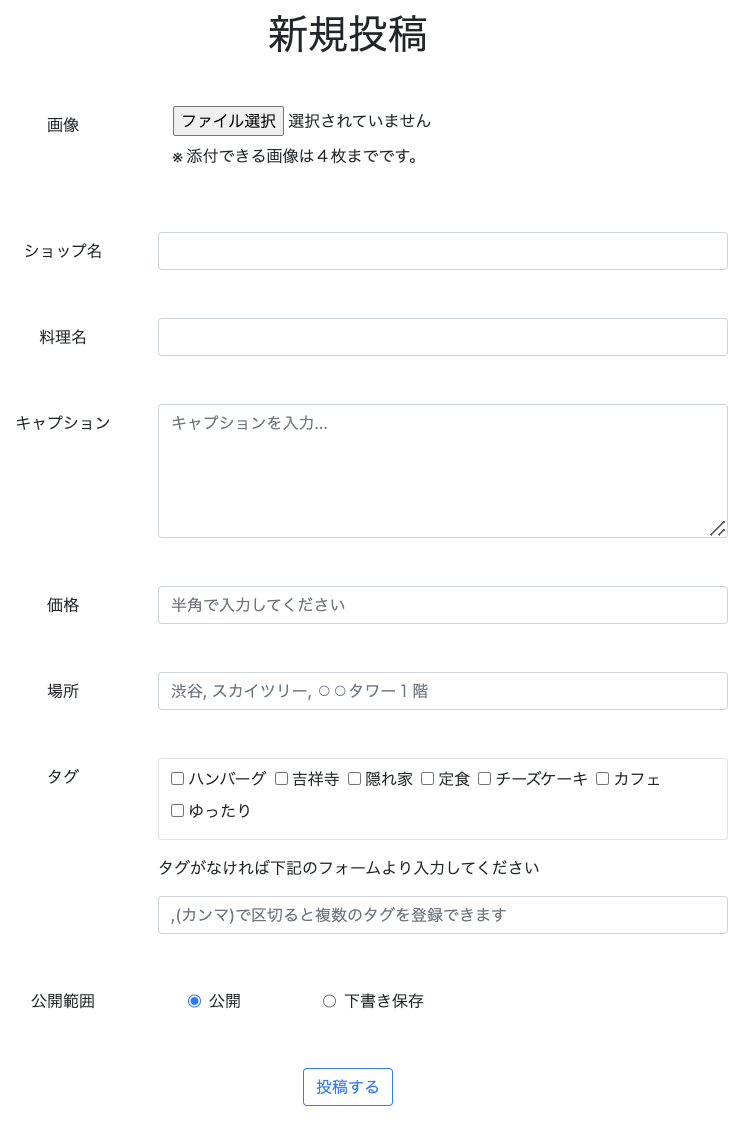 新規投稿
画像
ファイル選択 選択されていません
※添付できる画像は４枚までです。
ショップ名
料理名
キャプション
キャプションを入力...
価格
半角で入力してください
場所
渋谷, スカイツリー, ○○タワー１階
タグ
ハンバーグ 吉祥寺 隠れ家 定食 チーズケーキ カフェ
ゆったり
タグがなければ下記のフォームより入力してください
,(カンマ)で区切ると複数のタグを登録できます
公開範囲
公開 下書き保存
投稿する